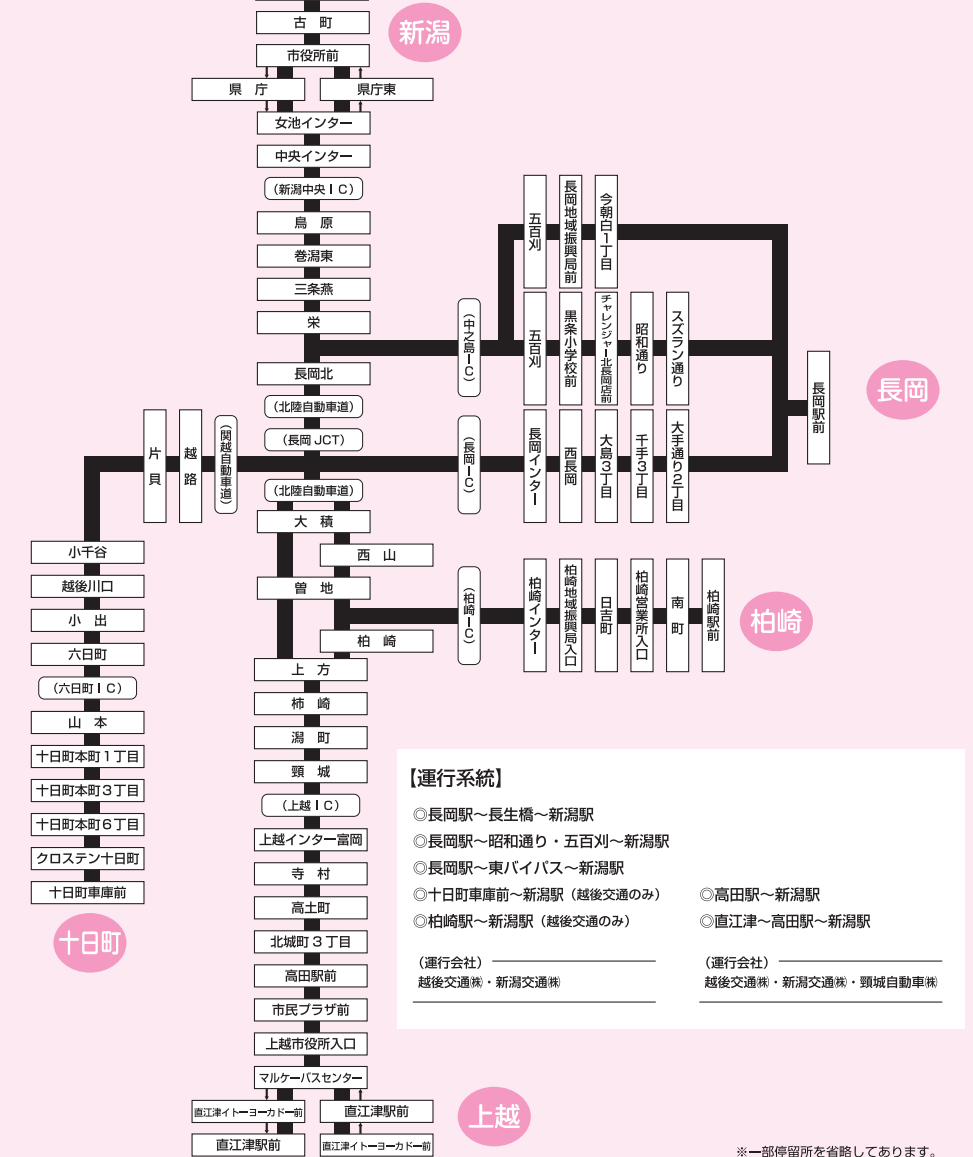 古町
新潟
市役所前
県庁
県庁東
女池インター
中央インター
（新潟中央IC）
鳥原
巻潟東
三条燕
栄
長岡北
（北陸自動車道）
（長岡JCT）
（北陸自動車道）
（中之島IC）
五百刈
長岡地域振興局前
今朝白1丁目
五百刈
黒条小学校前
チャレンジャー北長岡店前
昭和通り
スズラン通り
長岡駅前
長岡
（長岡IC）
長岡インター
西長岡
大島3丁目
千手3丁目
大手通り2丁目
（関越自動車道）
越路
片貝
小千谷
越後川口
小出
六日町
（六日町IC）
山本
十日町本町1丁目
十日町本町3丁目
十日町本町6丁目
クロステン十日町
十日町車庫前
十日町
大積
西山
曽地
（柏崎IC）
柏崎インター
柏崎地域振興局入口
日吉町
柏崎営業所入口
南町
柏崎駅前
柏崎
柏崎
上方
柿崎
潟町
頸城
（上越IC）
上越インター富岡
寺村
高土町
北城町3丁目
高田駅前
市民プラザ前
上越市役所入口
マルケーバスセンター
直江津イトーヨーカドー前
直江津駅前
直江津駅前
直江津イトーヨーカドー前
上越
【運行系統】
◎長岡駅～長生橋～新潟駅
◎長岡駅～昭和通り・五百刈～新潟駅
◎長岡駅～東バイパス～新潟駅
◎十日町車庫前～新潟駅（越後交通のみ）
◎柏崎駅～新潟駅（越後交通のみ）
（運行会社）
越後交通㈱・新潟交通㈱
◎高田駅～新潟駅
◎直江津～高田駅～新潟駅
（運行会社）
越後交通㈱・新潟交通㈱・頸城自動車㈱
※一部停留所を省略してあります。